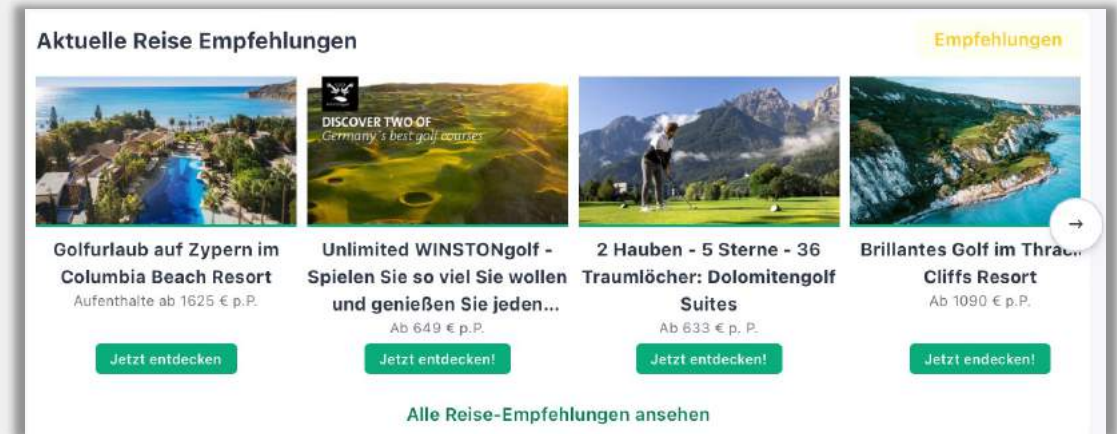 Aktuelle Reise Empfehlungen
Empfehlungen
DISCOVER TWO OF
Germany's best golf courses
Golfurlaub auf Zypern im
Columbia Beach Resort
Aufenthalte ab 1625 € p.P.
Jetzt entdecken
Unlimited WINSTONgolf -
Spielen Sie so viel Sie wollen
und genießen Sie jeden...
Ab 649 € p.P.
Jetzt entdecken!
2 Hauben - 5 Sterne - 36
Traumlöcher: Dolomitengolf
Suites
Ab 633 € p. P.
Jetzt entdecken!
Brillantes Golf im
Cliffs Resort
Ab 1090 € p.P.
Jetzt endecken!
→
Alle Reise-Empfehlungen ansehen